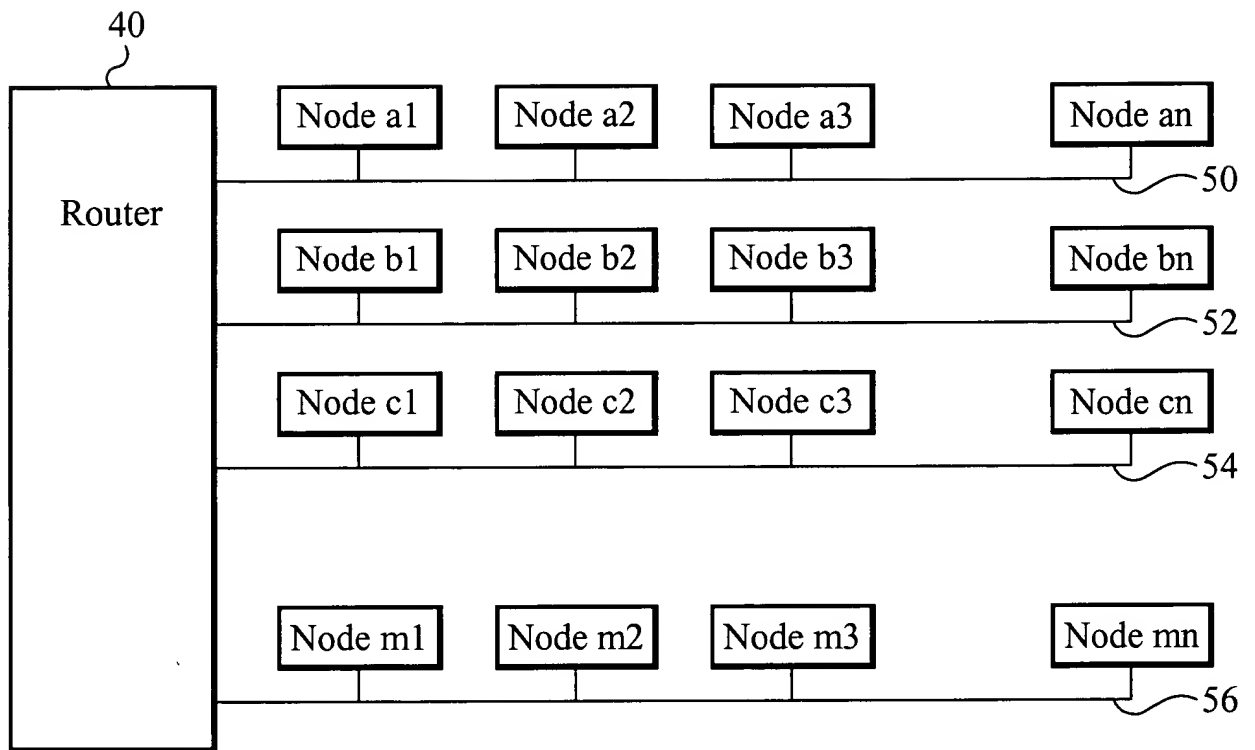 40
Node a1 Node a2 Node a3 Node an
50
Router
Node b1 Node b2 Node b3 Node bn
52
Node c1 Node c2 Node c3 Node cn
54
Node m1 Node m2 Node m3 Node mn
56